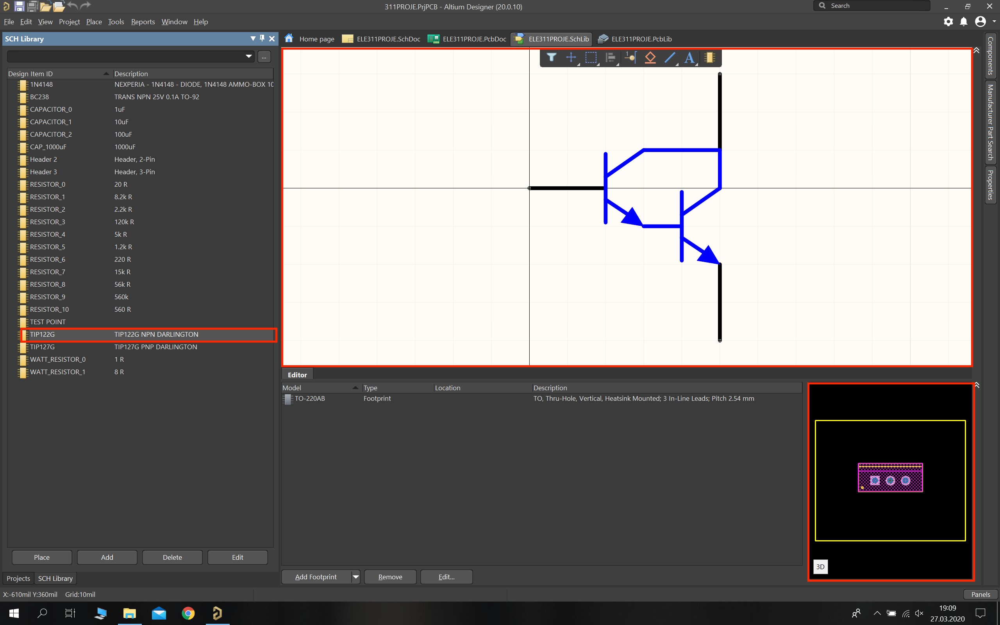 311PROJE.PrjPCB - Altium Designer (20.0.10)
Search
File Edit View Project Place Tools Reports Window Help
SCH Library
Home page
ELE311PROJE.SchDoc
ELE311PROJE.PcbDoc
ELE311PROJE.SchLib
ELE311PROJE.PcbLib
...
Design Item ID Description
1N4148 NEXPERIA - 1N4148 - DIODE, 1N4148 AMMO-BOX 10
BC238 TRANS NPN 25V 0.1A TO-92
CAPACITOR_0 1uF
CAPACITOR_1 10uF
CAPACITOR_2 100uF
CAP_1000uF 1000uF
Header 2 Header, 2-Pin
Header 3 Header, 3-Pin
RESISTOR_0 20 R
RESISTOR_1 8.2k R
RESISTOR_2 2.2k R
RESISTOR_3 120k R
RESISTOR_4 5k R
RESISTOR_5 1.2k R
RESISTOR_6 220 R
RESISTOR_7 15k R
RESISTOR_8 56k R
RESISTOR_9 560k
RESISTOR_10 560 R
TEST POINT
TIP122G TIP122G NPN DARLINGTON
TIP127G TIP127G PNP DARLINGTON
WATT_RESISTOR_0 1 R
WATT_RESISTOR_1 8 R
Place Add Delete Edit
Projects SCH Library
1
A
Components
Manufacturer Part Search
Properties
Editor
Model Type Location Description
TO-220AB Footprint TO, Thru-Hole, Vertical, Heatsink Mounted; 3 In-Line Leads; Pitch 2.54 mm
3D
Add Footprint Remove Edit...
X:-610mil Y:360mil Grid:10mil
Panels
19:09
27.03.2020